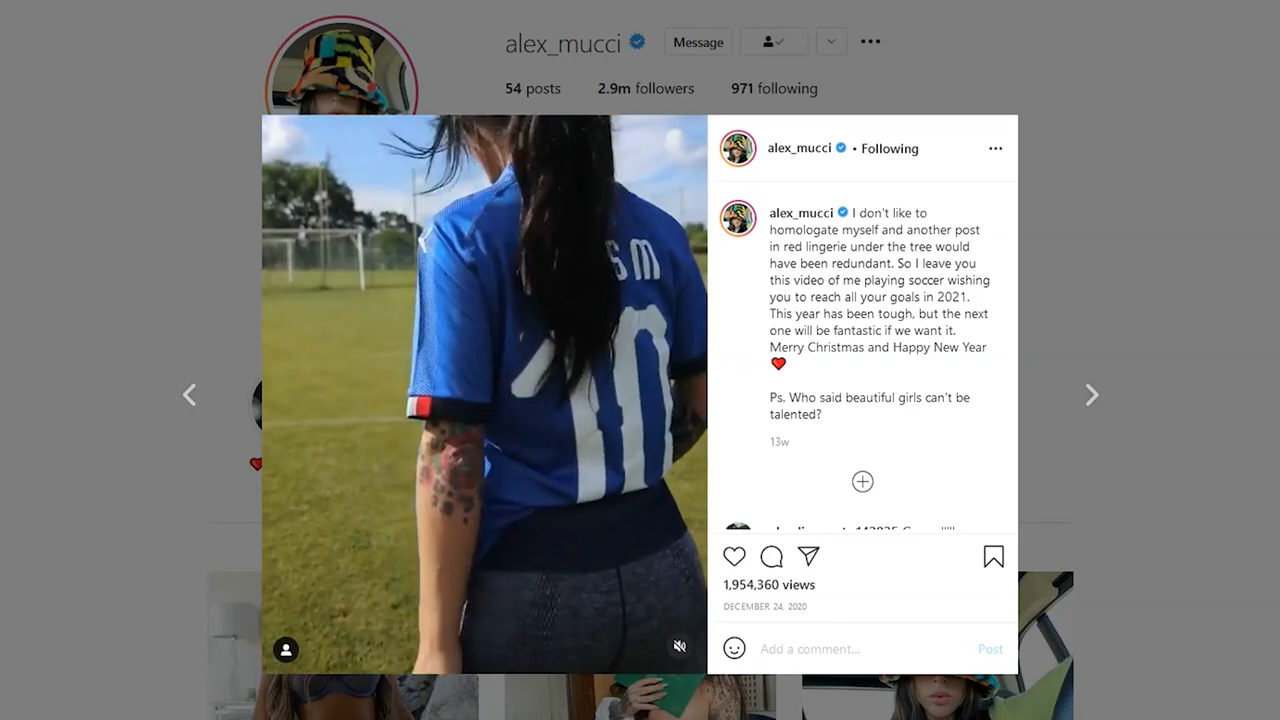 alex_mucci
Message
54 posts 2.9m followers 971 following
alex_mucci • Following
alex_mucci I don't like to
homologate myself and another post
in red lingerie under the tree would
have been redundant. So I leave you
this video of me playing soccer wishing
you to reach all your goals in 2021.
This year has been tough, but the next
one will be fantastic if we want it.
Merry Christmas and Happy New Year
Ps. Who said beautiful girls can't be
talented?
13w
1,954,360 views
DECEMBER 24, 2020
Add a comment... Post
SM
10